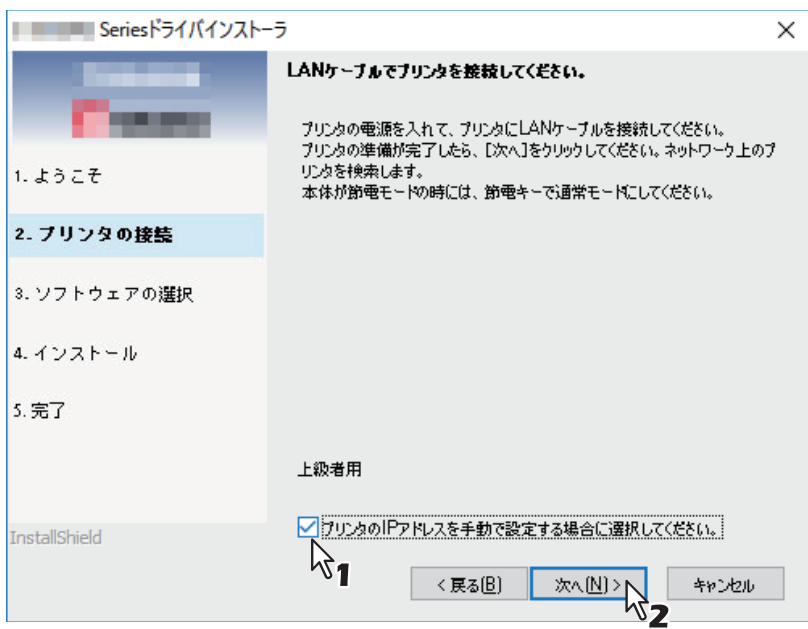 Seriesドライバインストーラ
LANケーブルでプリンタを接続してください。
プリンタの電源を入れて、プリンタにLANケーブルを接続してください。
プリンタの準備が完了したら、[次へ]をクリックしてください。ネットワーク上のプ
リンタを検索します。
本体が節電モードの時には、節電キーで通常モードにしてください。
1. ようこそ
2. プリンタの接続
3. ソフトウェアの選択
4. インストール
5. 完了
上級者用
プリンタのIPアドレスを手動で設定する場合に選択してください。
InstallShield
1
< 戻る(B)
次へ(N) >
キャンセル
2